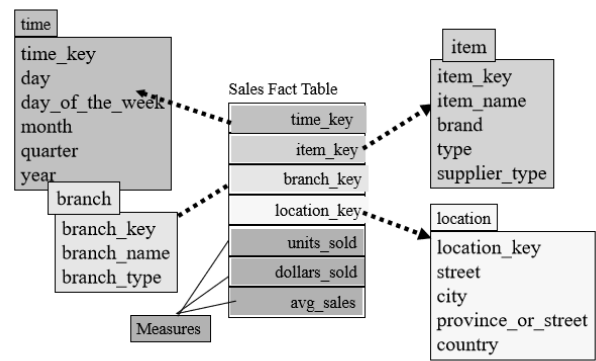 time
time_key
day
day_of_the_week
month
quarter
year
branch
branch_key
branch_name
branch_type
Sales Fact Table
time_key
item_key
branch_key
location_key
units_sold
dollars_sold
avg_sales
Measures
item
item_key
item_name
brand
type
supplier_type
location
location_key
street
city
province_or_street
country